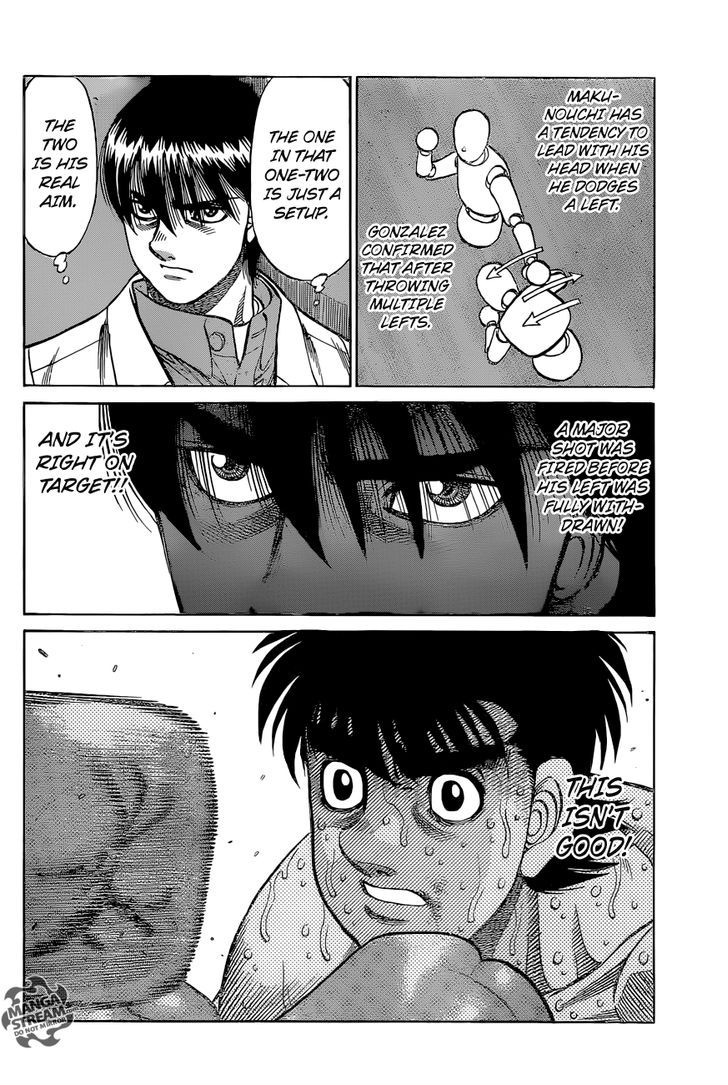 MAKU-
NOUCHI HAS
A TENDENCY TO
LEAD WITH HIS
HEAD WHEN
HE DODGES
A LEFT.
GONZALEZ
CONFIRMED
THAT AFTER
THROWING
MULTIPLE
LEFTS.
THE ONE
IN THAT
ONE-TWO
IS JUST A
SETUP.
THE
TWO
IS HIS
REAL
AIM.
A MAJOR
SHOT WAS
FIRED BEFORE
HIS LEFT WAS
FULLY WITH-
DRAWN!
AND IT'S
RIGHT ON
TARGET!!
THIS
ISN'T
GOOD!
MANGA
STREAM
DO NOT MIRROR